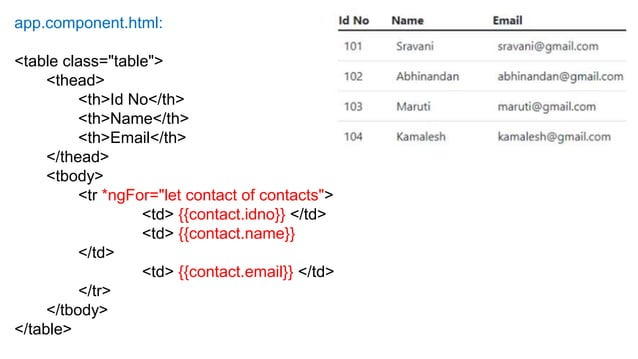 app.component.html:
<table class="table">
<thead>
<th>Id No</th>
<th>Name</th>
<th>Email</th>
</thead>
<tbody>
<tr *ngFor="let contact of contacts">
<td> {{contact.idno}} </td>
<td> {{contact.name}}
</td>
<td> {{contact.email}} </td>
</tr>
</tbody>
</table>
Id No Name Email
101 Sravani sravani@gmail.com
102 Abhinandan abhinandan@gmail.com
103 Maruti maruti@gmail.com
104 Kamalesh kamalesh@gmail.com